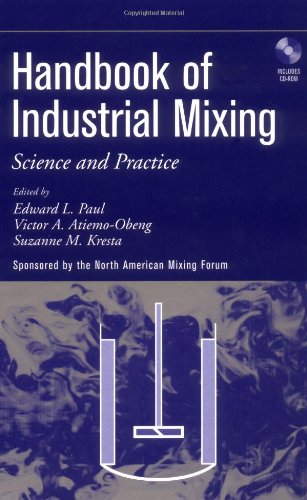 INCLUDES
CD-ROM
Handbook of
Industrial Mixing
Science and Practice
Edited by
Edward L. Paul
Victor A. Atiemo-Obeng
Suzanne M. Kresta
Sponsored by the North American Mixing Forum